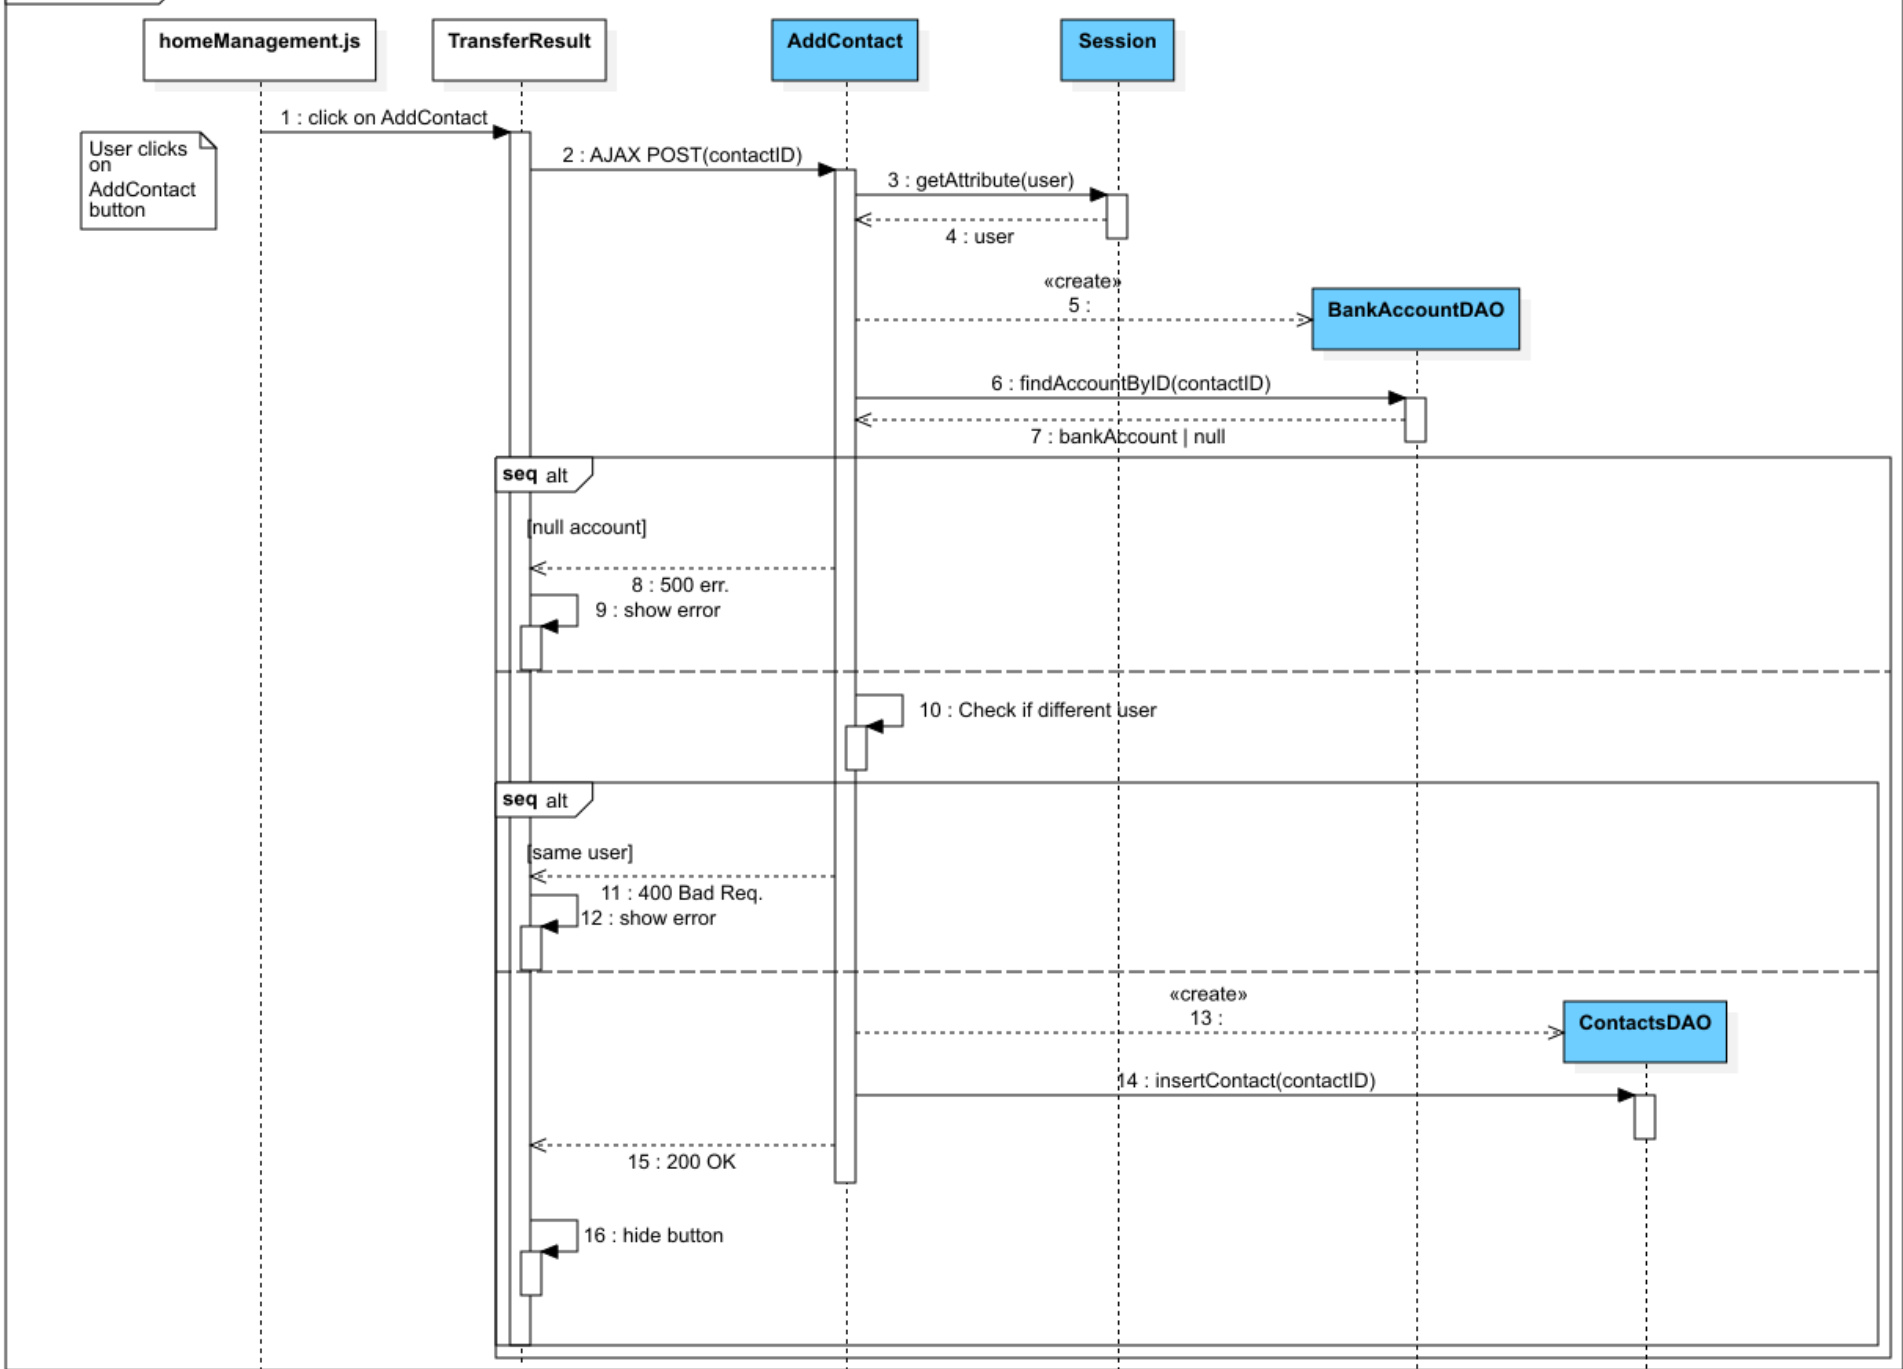 homeManagement.js
TransferResult
AddContact
Session
1 : click on AddContact
User clicks
on
AddContact
button
2 : AJAX POST(contactID)
3 : getAttribute(user)
4 : user
«create»
5 :
BankAccountDAO
6 : findAccountByID(contactID)
7 : bankAccount | null
seq alt
[null account]
8 : 500 err.
9 : show error
10 : Check if different user
seq alt
[same user]
11 : 400 Bad Req.
12 : show error
«create»
13 :
ContactsDAO
14 : insertContact(contactID)
15 : 200 OK
16 : hide button